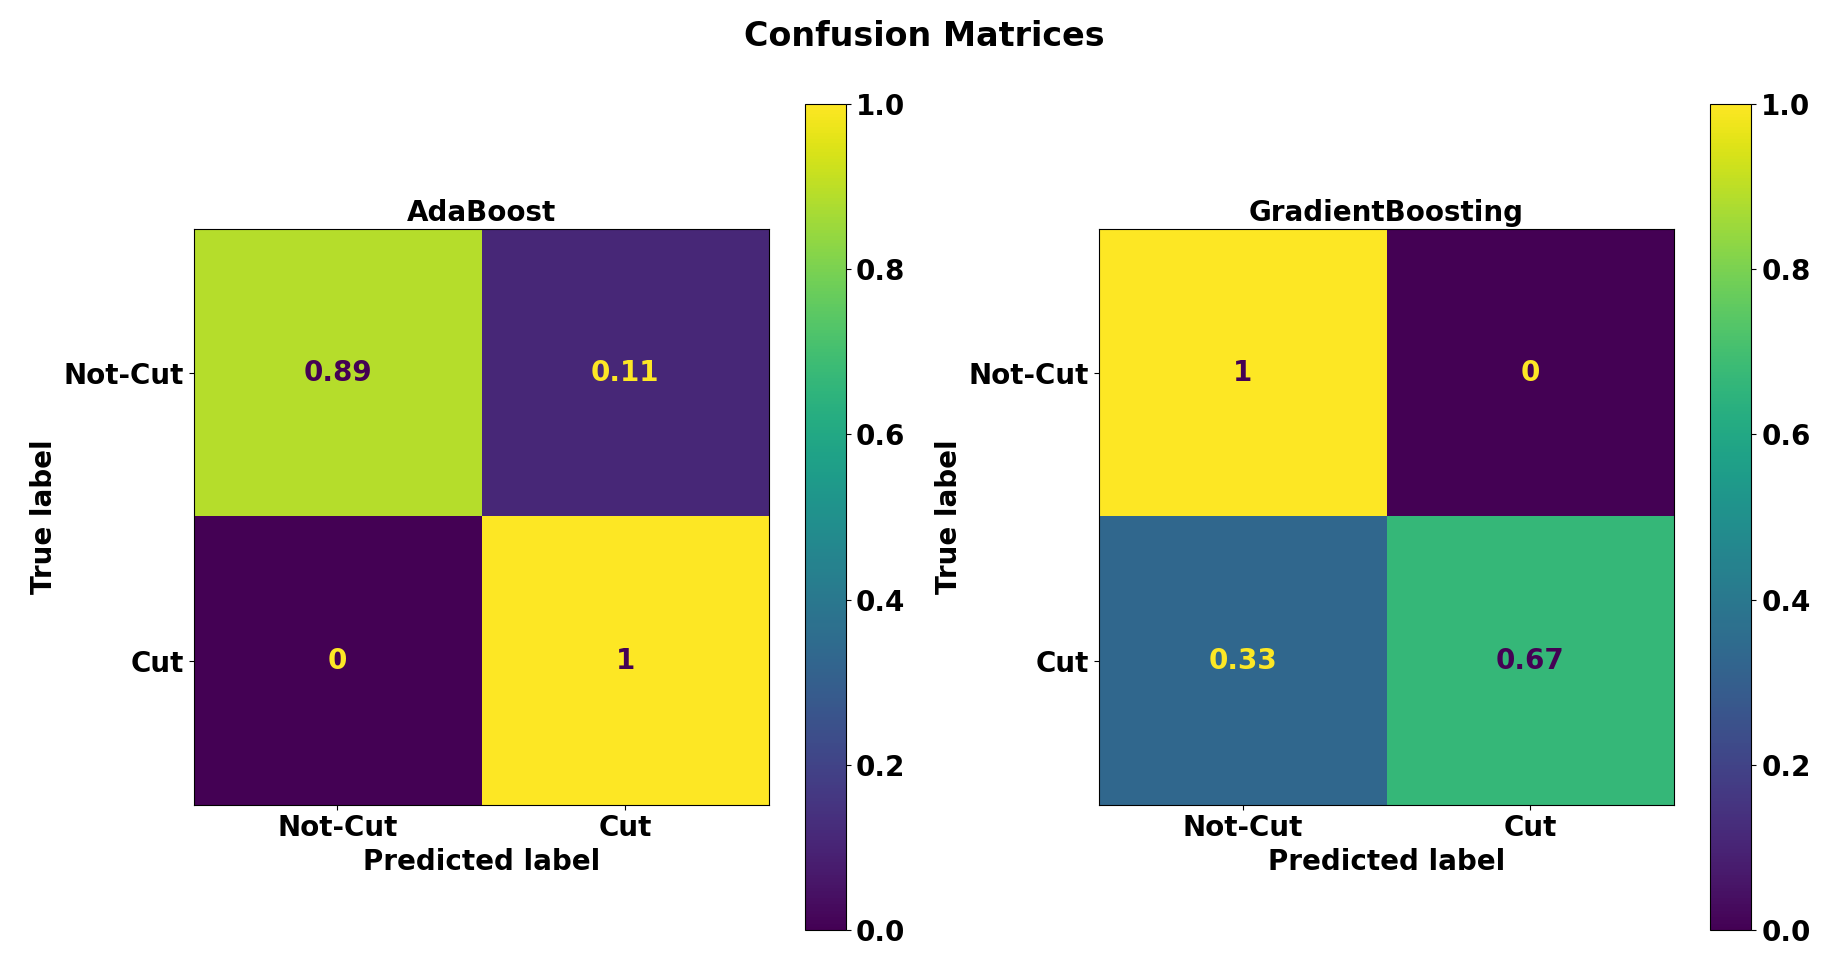 Confusion Matrices
AdaBoost
Not-Cut
Cut
True label
0.89
0.11
0
1
Not-Cut
Cut
Predicted label
1.0
0.8
0.6
0.4
0.2
0.0
GradientBoosting
Not-Cut
Cut
True label
1
0
0.33
0.67
Not-Cut
Cut
Predicted label
1.0
0.8
0.6
0.4
0.2
0.0